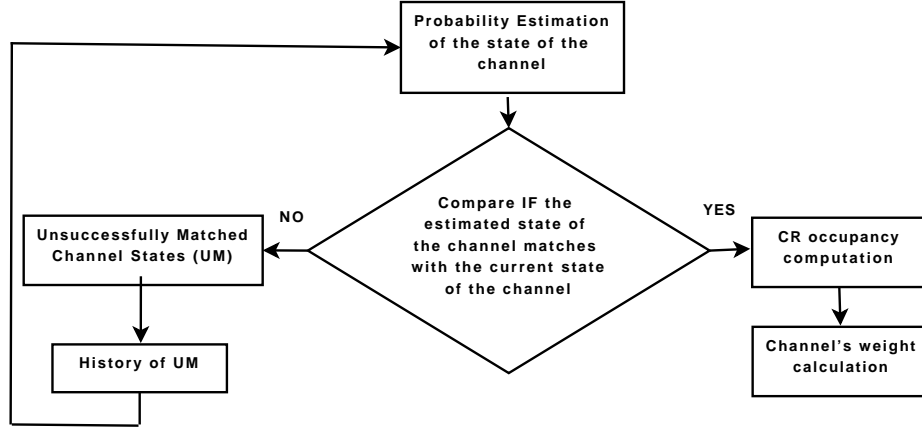 Probability Estimation
of the state of the
channel
Compare IF the
estimated state of
the channel matches
with the current state
of the channel
NO
YES
Unsuccessfully Matched
Channel States (UM)
History of UM
CR occupancy
computation
Channel's weight
calculation